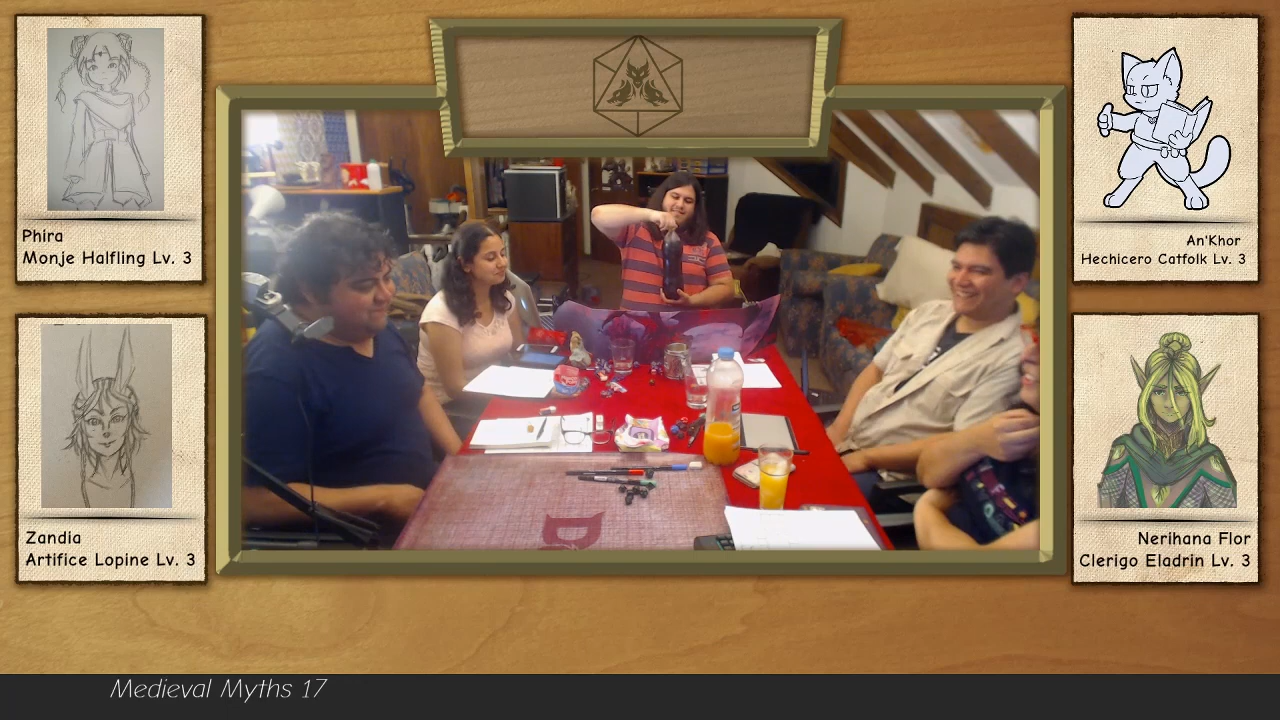 Phira
Monje Halfling Lv. 3
An'Khor
Hechicero Catfolk Lv. 3
Zandia
Artifice Lopine Lv. 3
Nerihana Flor
Clerigo Eladrin Lv. 3
Medieval Myths 17